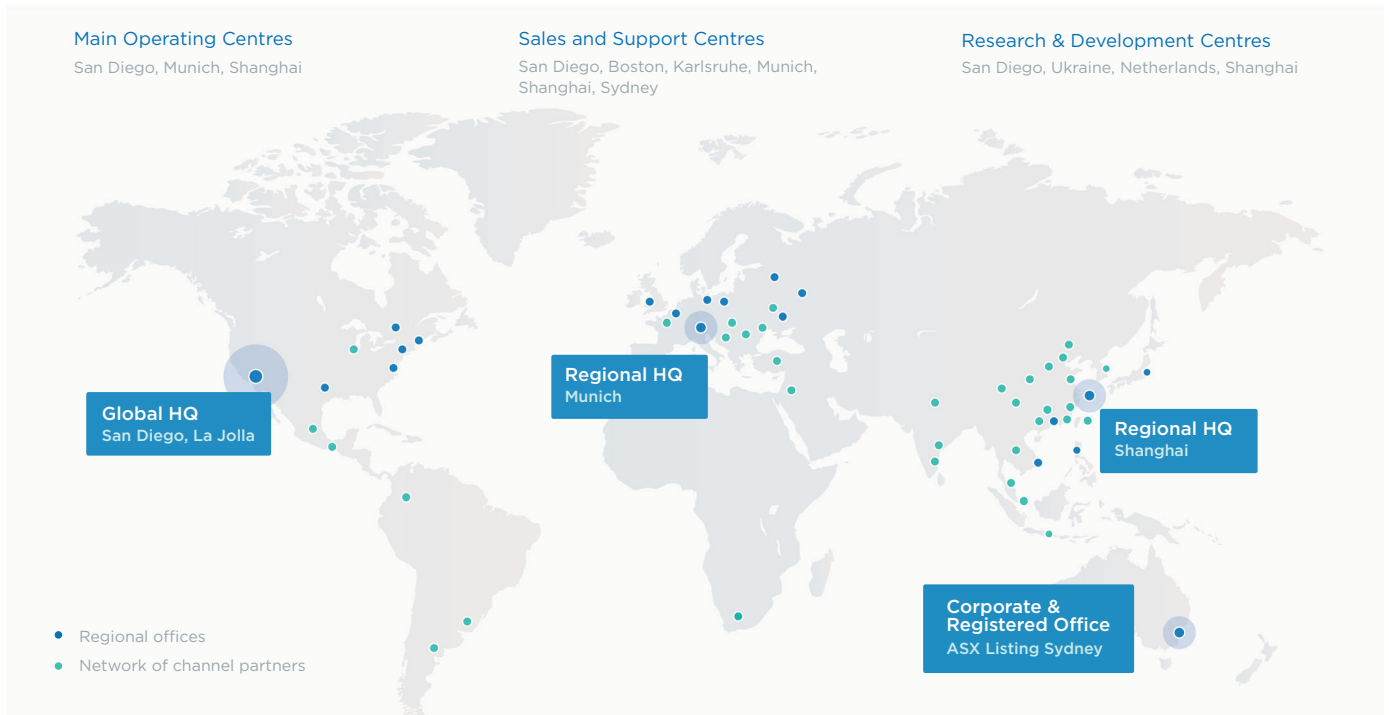 Main Operating Centres
San Diego, Munich, Shanghai
Sales and Support Centres
San Diego, Boston, Karlsruhe, Munich,
Shanghai, Sydney
Research & Development Centres
San Diego, Ukraine, Netherlands, Shanghai
Global HQ
San Diego, La Jolla
Regional HQ
Munich
Regional HQ
Shanghai
Corporate &
Registered Office
ASX Listing Sydney
Regional offices
Network of channel partners